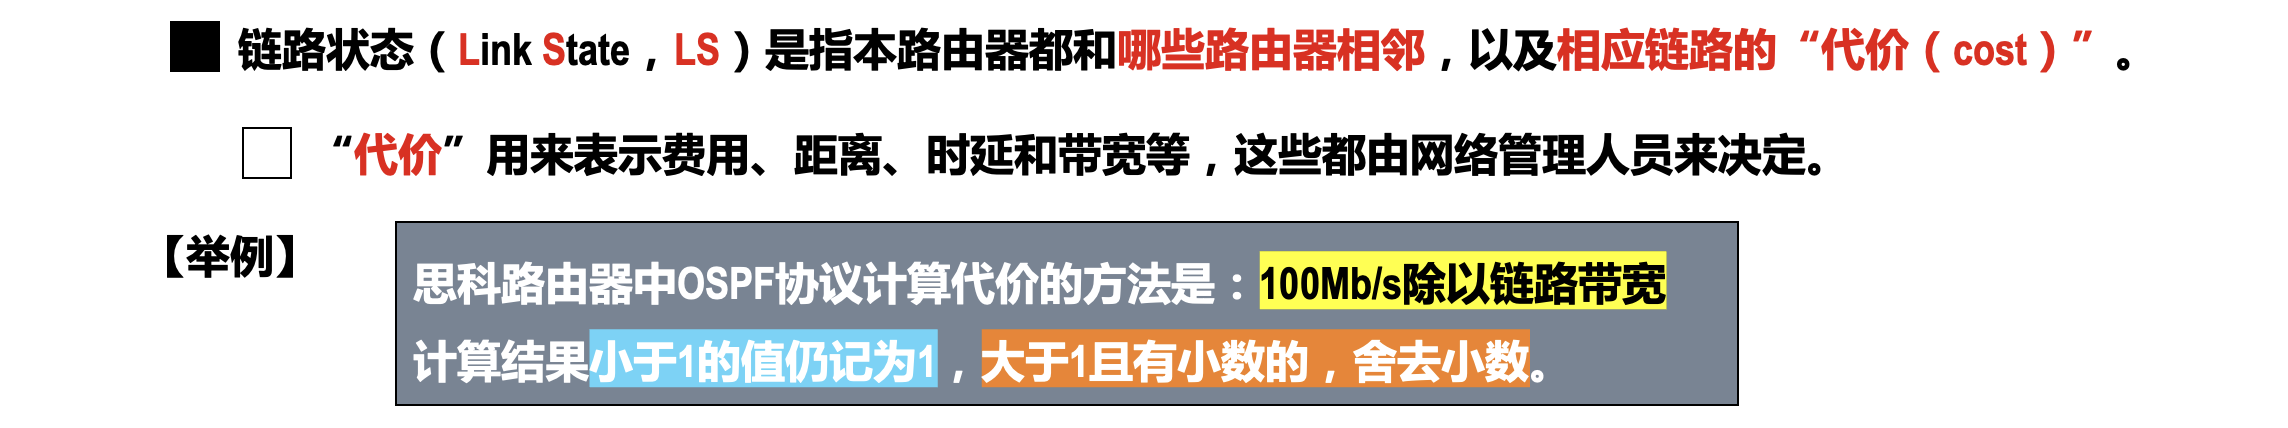 链路状态（Link State，LS）是指本路由器都和哪些路由器相邻，以及相应链路的“代价（cost）”。
“代价”用来表示费用、距离、时延和带宽等，这些都由网络管理人员来决定。
【举例】
思科路由器中OSPF协议计算代价的方法是：100Mb/s除以链路带宽
计算结果小于1的值仍记为1，大于1且有小数的，舍去小数。